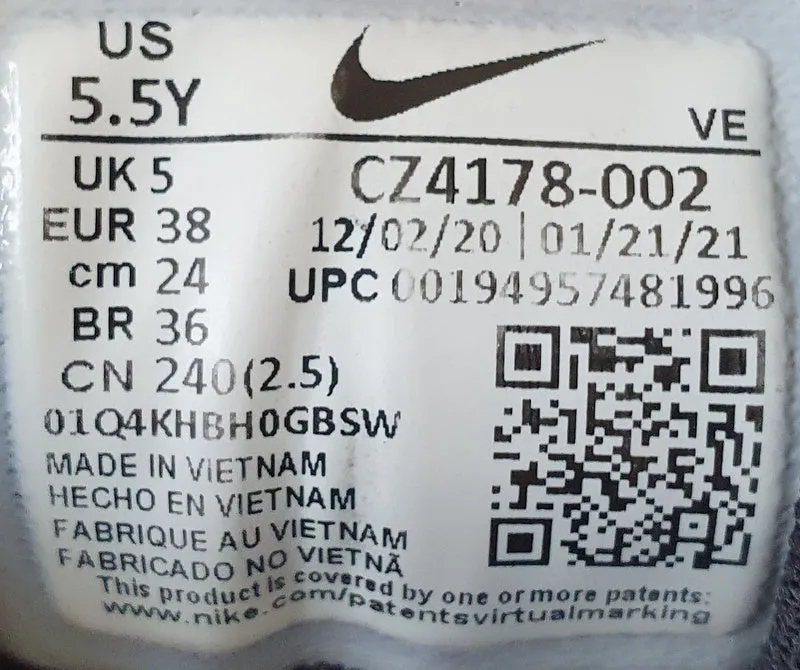 US
5.5Y
VE
UK 5
EUR 38
cm 24
BR 36
CN 240(2.5)
CZ4178-002
12/02/20 | 01/21/21
UPC 00194957481996
01Q4KHBH0GBSW
MADE IN VIETNAM
HECHO EN VIETNAM
FABRIQUE AU VIETNAM
FABRICADO NO VIETNÃ
This product is covered by one or more patents:
www.nike.com/patentsvirtualmarking